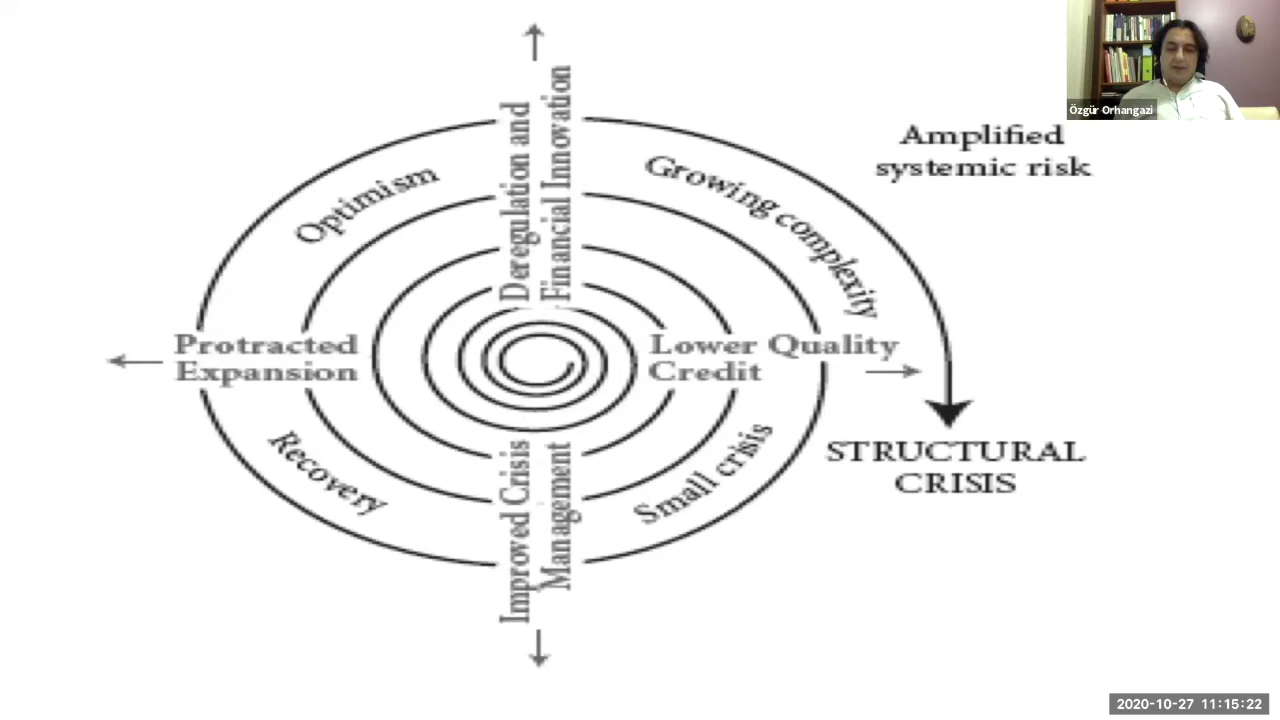 Özgür Orhangazi
Amplified
systemic risk
Deregulation and
Financial Innovation
Optimism
Growing complexity
Protracted
Expansion
Lower Quality
Credit
Recovery
Improved Crisis
Management
Small crisis
STRUCTURAL
CRISIS
2020-10-27 11:15:22